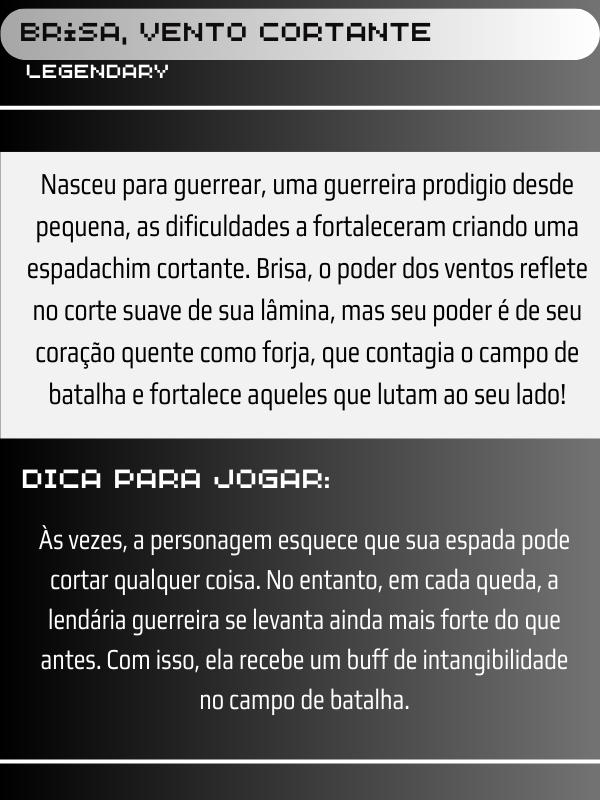 BRiSA, VENTO CORTANTE
LEGENDARY
Nasceu para guerrear, uma guerreira prodigio desde
pequena, as dificuldades a fortaleceram criando uma
espadachim cortante. Brisa, o poder dos ventos reflete
no corte suave de sua lâmina, mas seu poder é de seu
coração quente como forja, que contagia o campo de
batalha e fortalece aqueles que lutam ao seu lado!
DICA PARA JOGAR:
Às vezes, a personagem esquece que sua espada pode
cortar qualquer coisa. No entanto, em cada queda, a
lendária guerreira se levanta ainda mais forte do que
antes. Com isso, ela recebe um buff de intangibilidade
no campo de batalha.